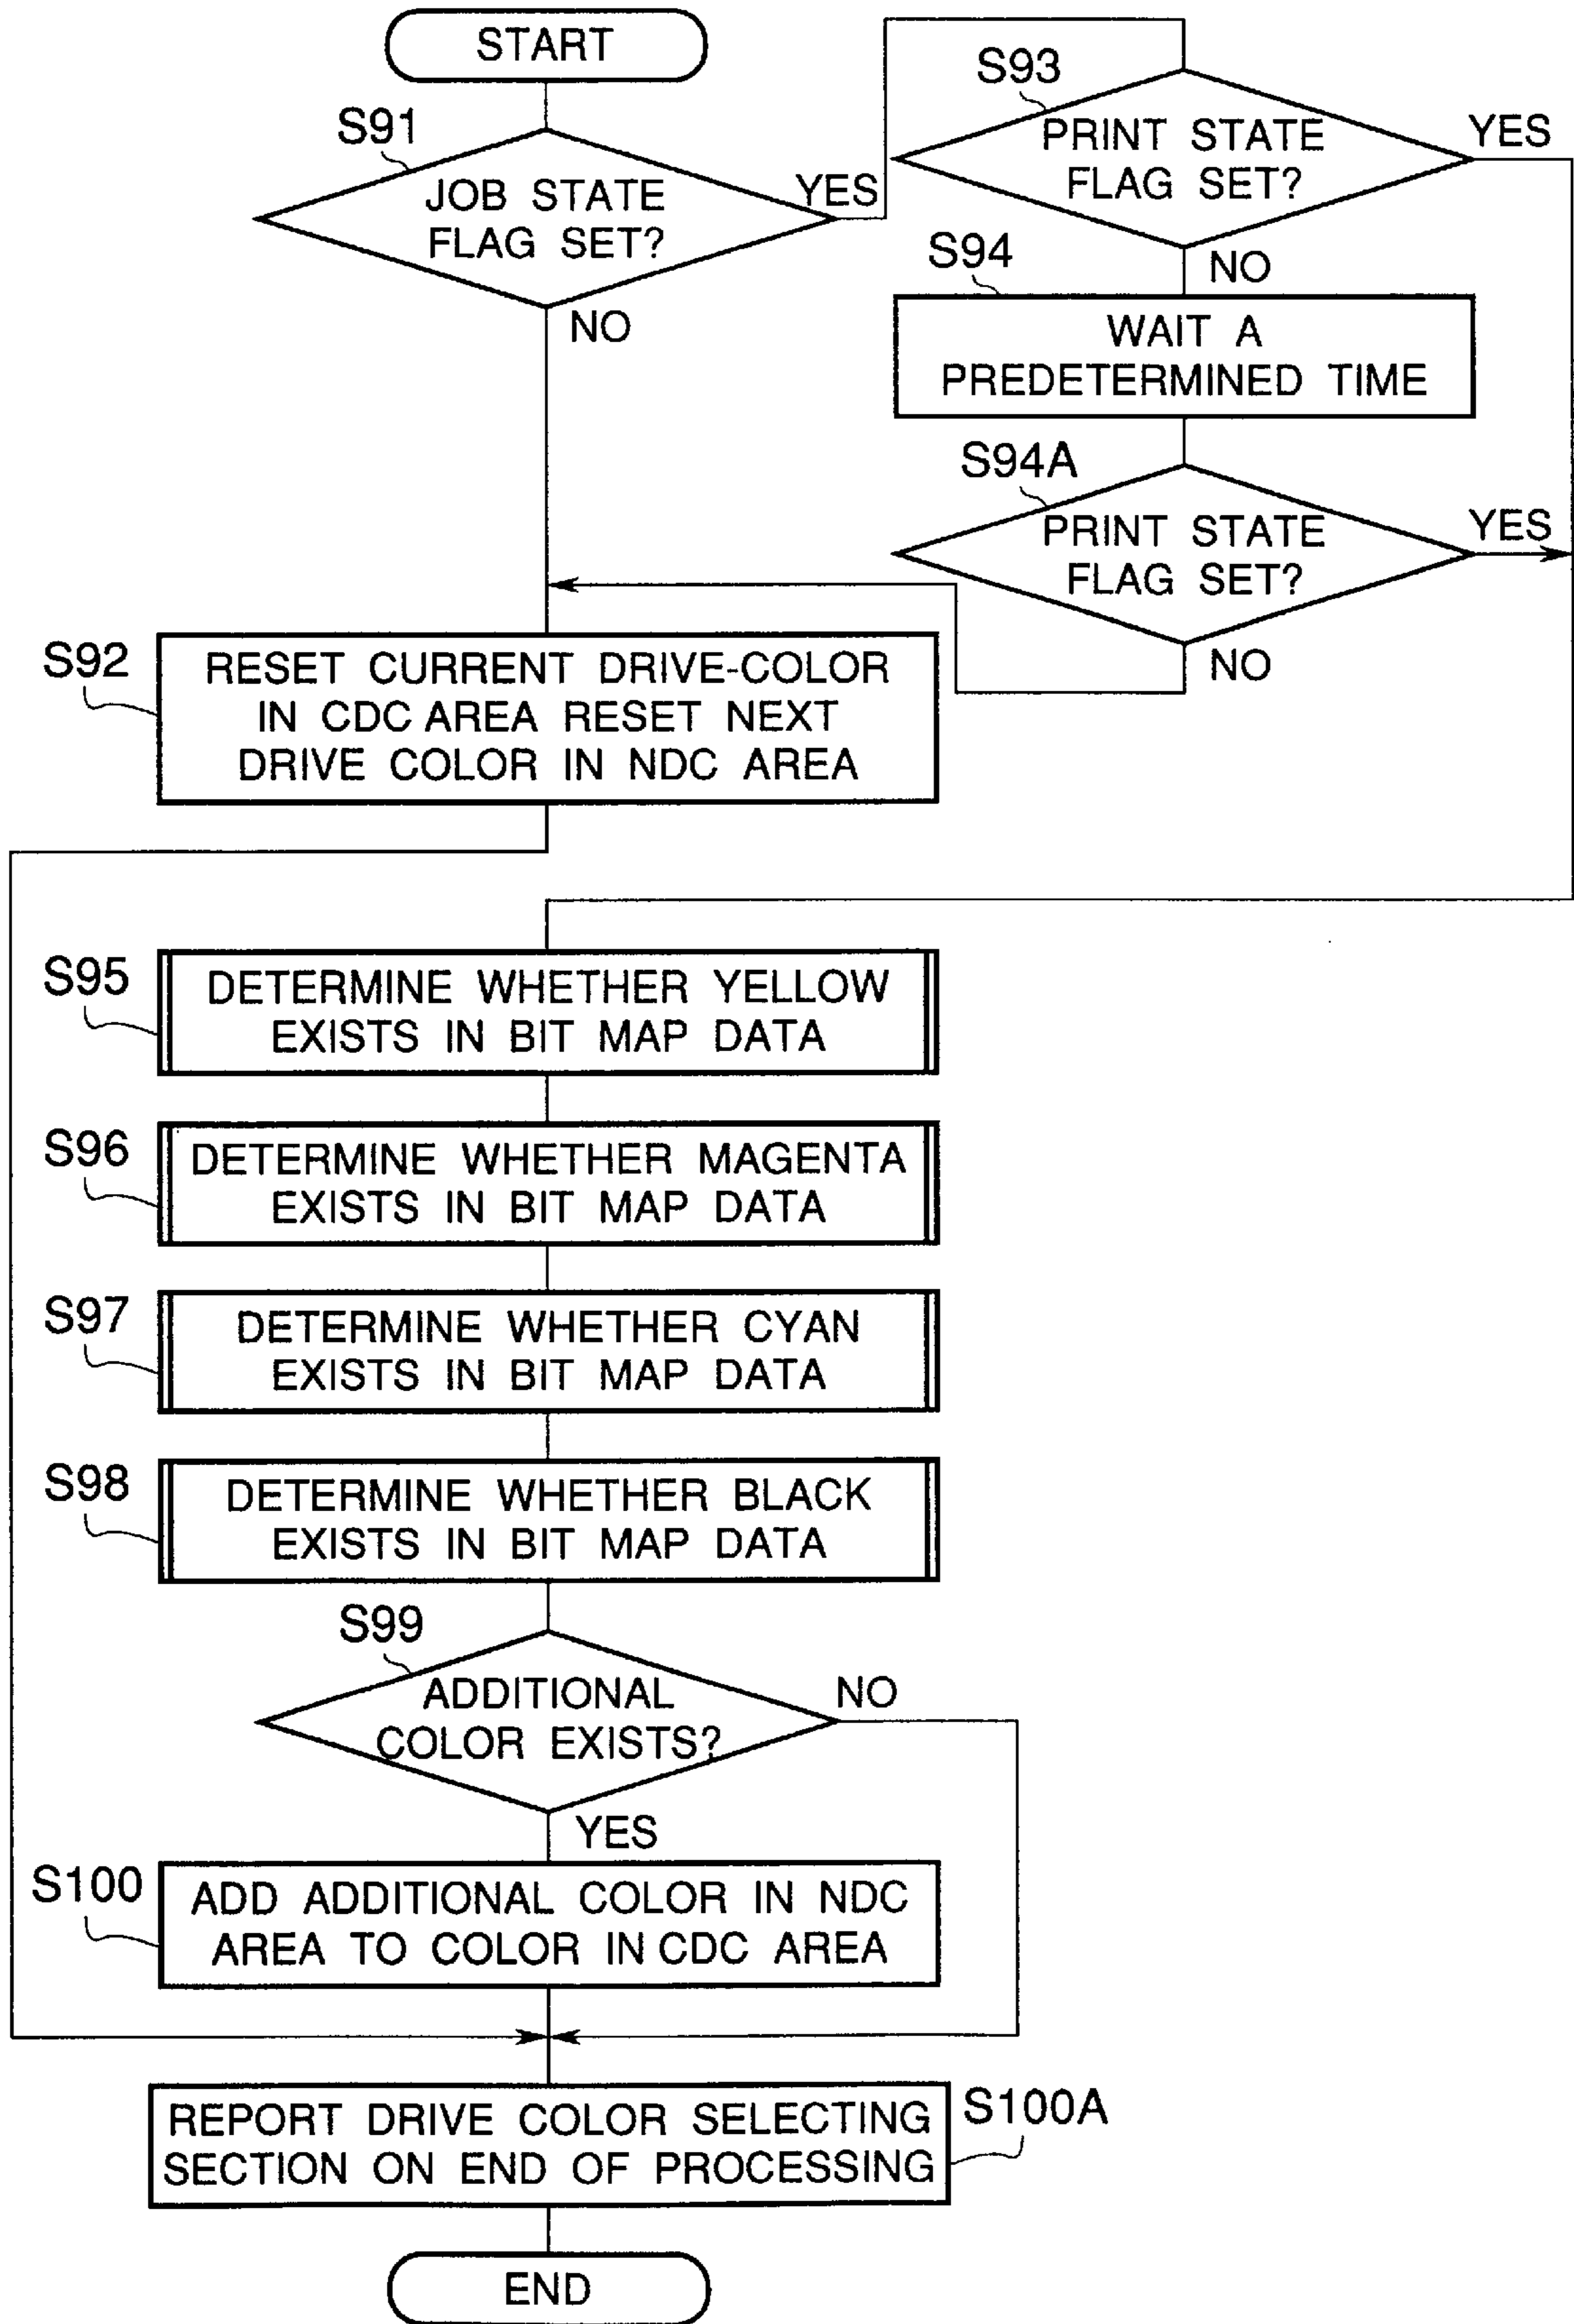 START
S91
JOB STATE
FLAG SET?
YES
NO
S93
PRINT STATE
FLAG SET?
YES
NO
S94
WAIT A
PREDETERMINED TIME
S94A
PRINT STATE
FLAG SET?
YES
NO
S92
RESET CURRENT DRIVE-COLOR
IN CDC AREA RESET NEXT
DRIVE COLOR IN NDC AREA
S95
DETERMINE WHETHER YELLOW
EXISTS IN BIT MAP DATA
S96
DETERMINE WHETHER MAGENTA
EXISTS IN BIT MAP DATA
S97
DETERMINE WHETHER CYAN
EXISTS IN BIT MAP DATA
S98
DETERMINE WHETHER BLACK
EXISTS IN BIT MAP DATA
S99
ADDITIONAL
COLOR EXISTS?
NO
YES
S100
ADD ADDITIONAL COLOR IN NDC
AREA TO COLOR IN CDC AREA
REPORT DRIVE COLOR SELECTING
SECTION ON END OF PROCESSING
S100A
END